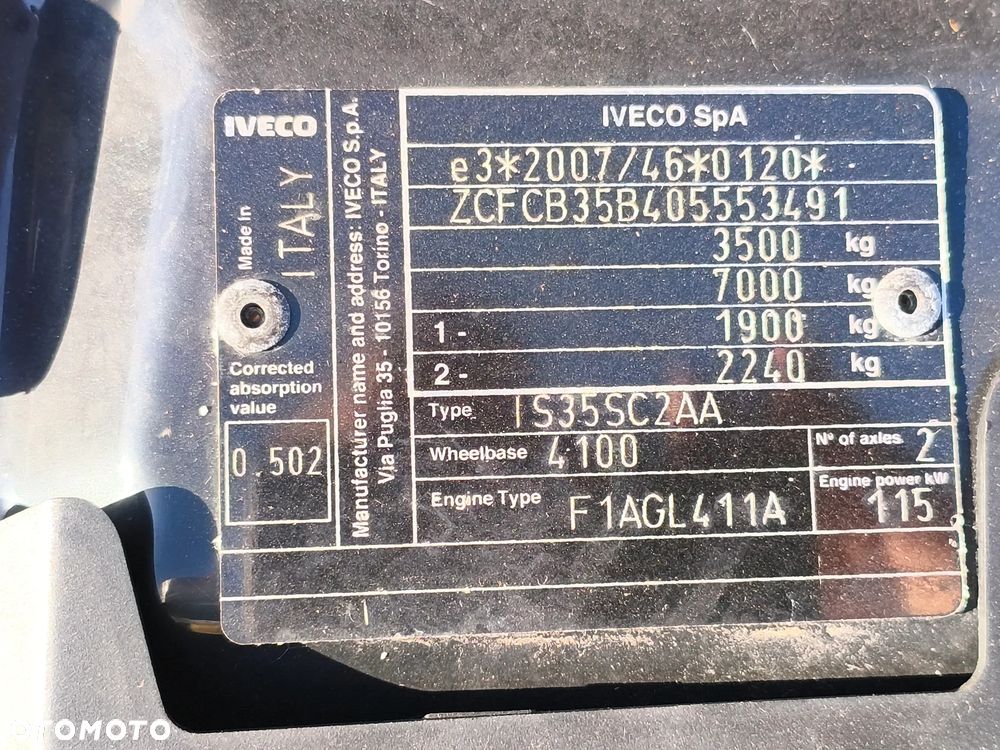 IVECO
Made in ITALY
Corrected
absorption
value
0.502
Manufacturer name and address: IVECO S.p.A.
Via Puglia 35 - 10156 Torino - ITALY
IVECO SpA
e3*2007/46*0120*
ZCFCB35B405553491
3500 kg
7000 kg
1 - 1900 kg
2 - 2240 kg
Type IS35SC2AA
Wheelbase 4100
Nº of axles 2
Engine Type F1AGL411A
Engine power kW
115
OTOMOTO